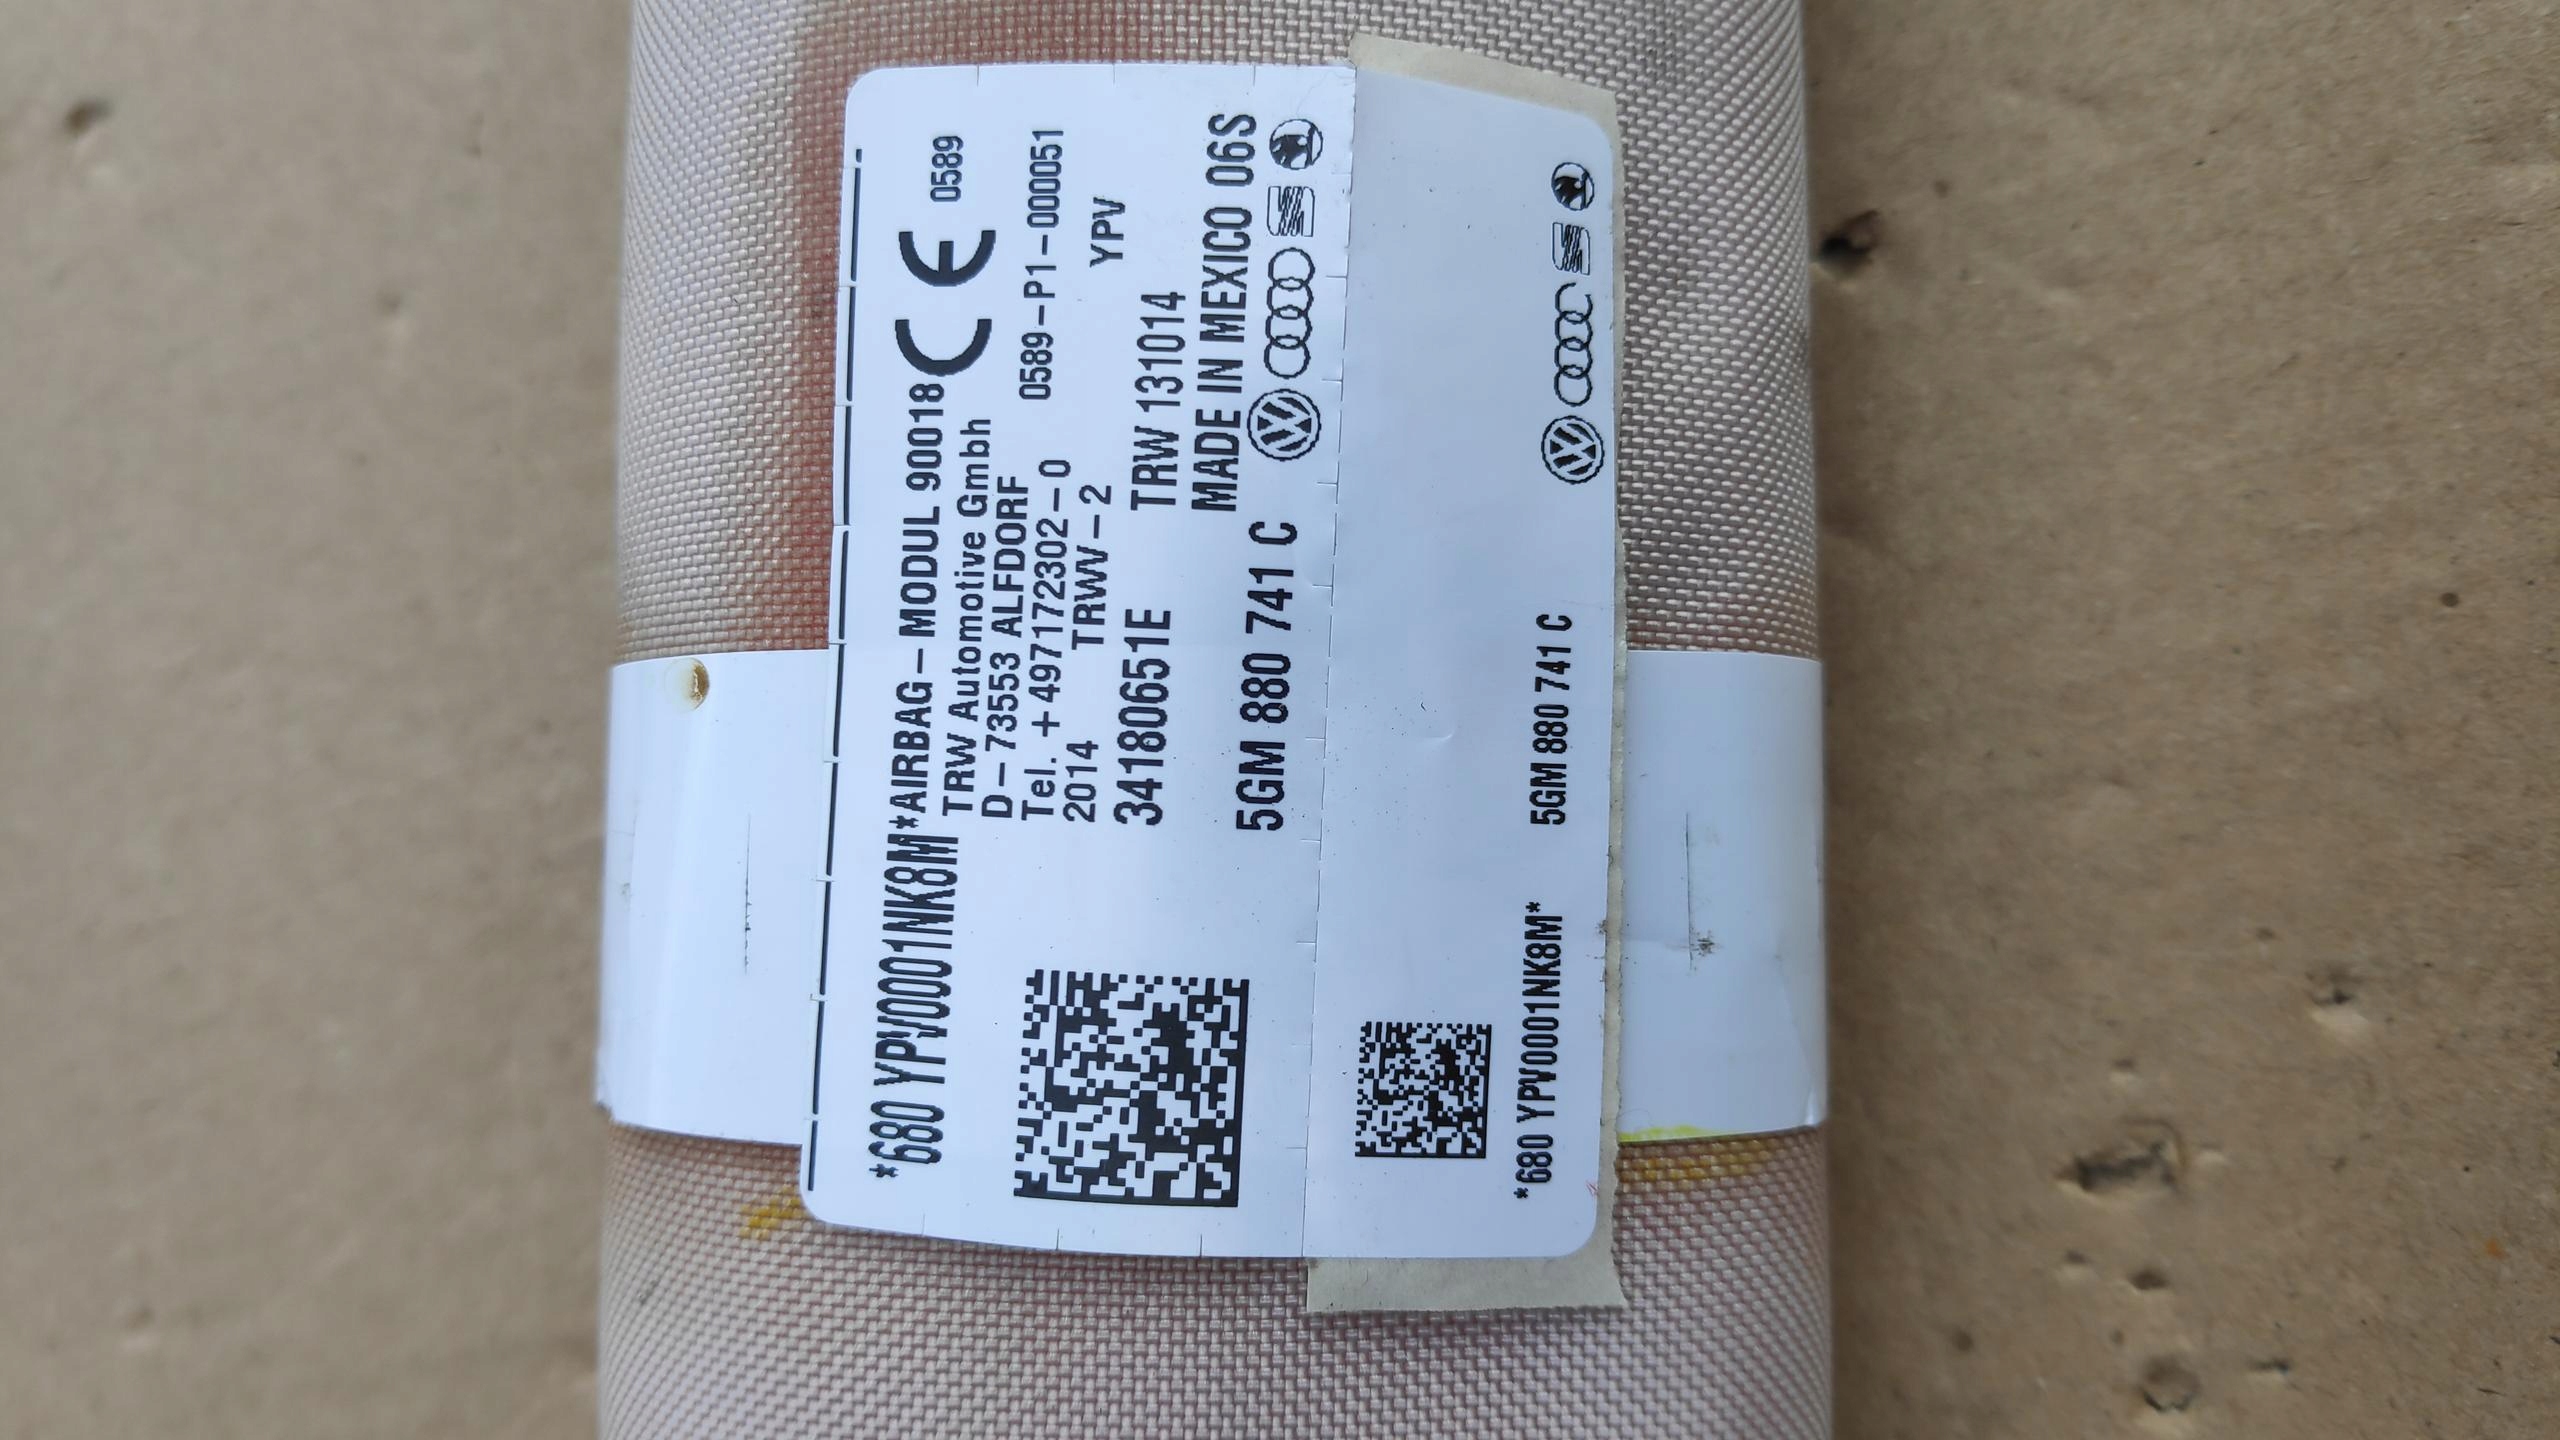 *680 YPV0001NK8M*AIRBAG-MODUL 90018 CE 0589
TRW Automotive Gmbh
D-73553 ALFDORF
Tel. +497172302-0 0589-P1-000051
2014 TRWV-2 YPV
34180651E TRW 131014
MADE IN MEXICO 06S
5GM 880 741 C
5GM 880 741 C
*680 YPV0001NK8M*